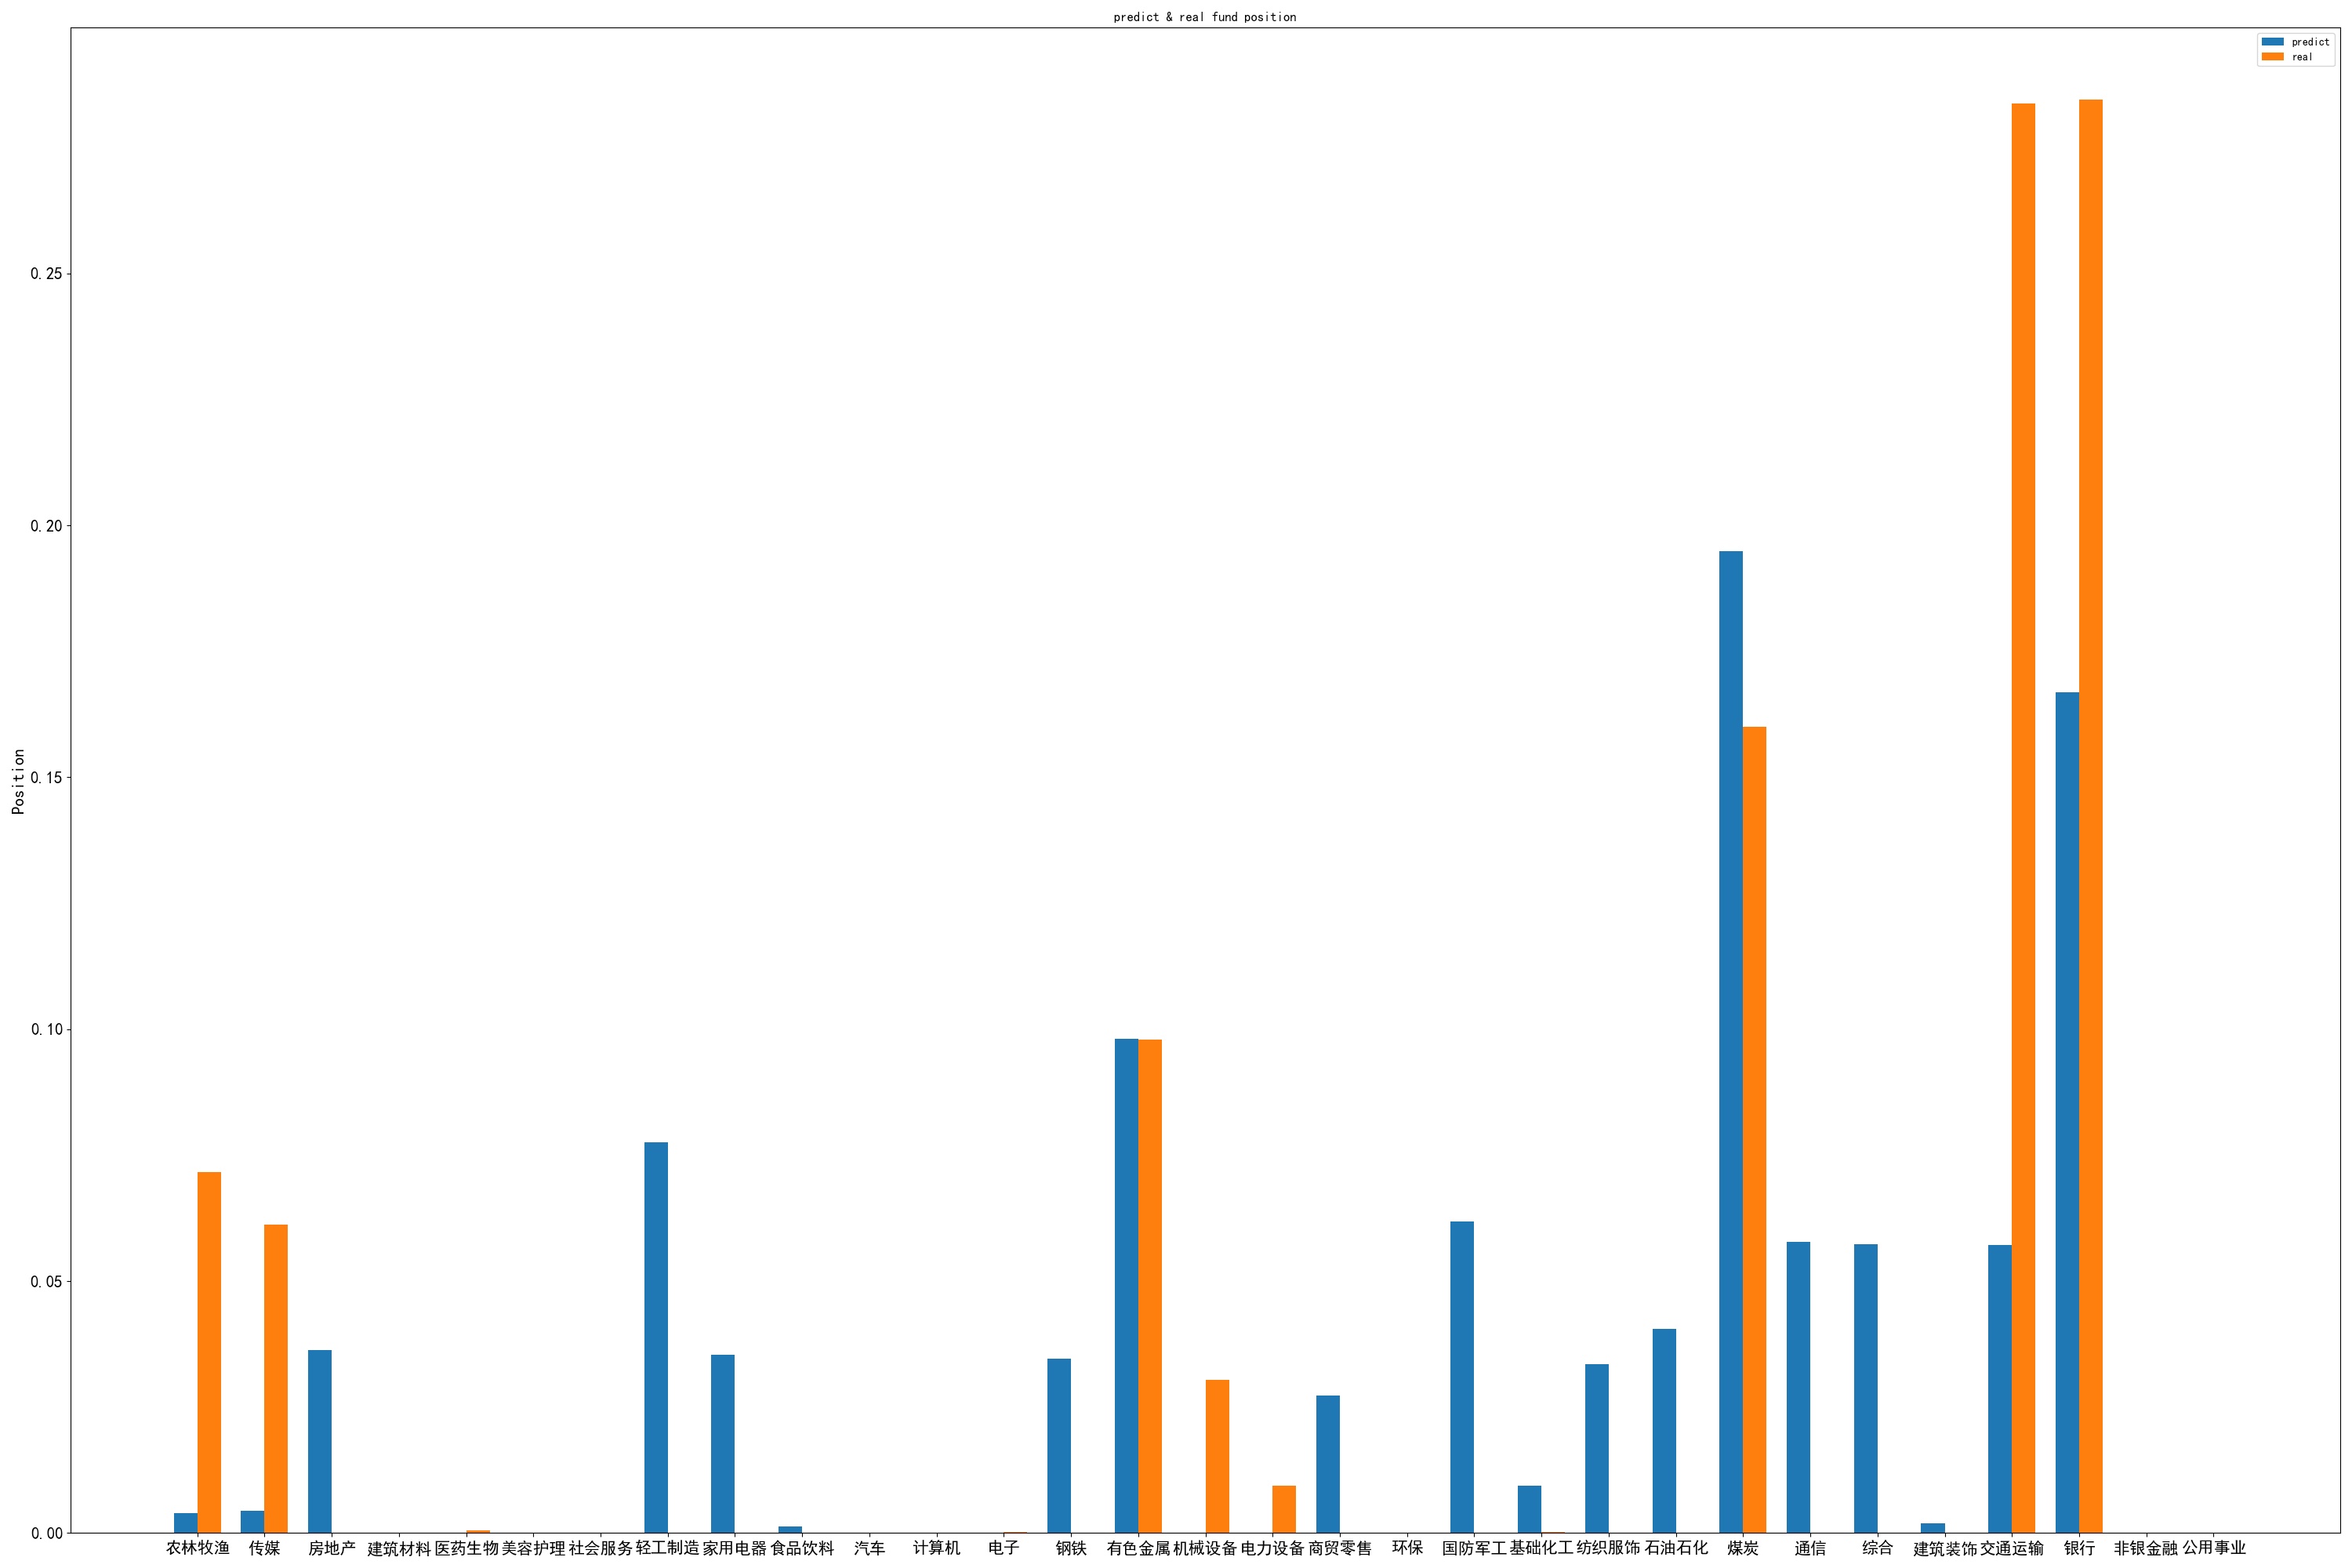 predict & real fund position
predict
real
Position
0.25
0.20
0.15
0.10
0.05
0.00
农林牧渔 传媒 房地产 建筑材料 医药生物 美容护理 社会服务 轻工制造 家用电器 食品饮料 汽车 计算机 电子 钢铁 有色金属 机械设备 电力设备 商贸零售 环保 国防军工 基础化工 纺织服饰 石油石化 煤炭 通信 综合 建筑装饰 交通运输 银行 非银金融 公用事业